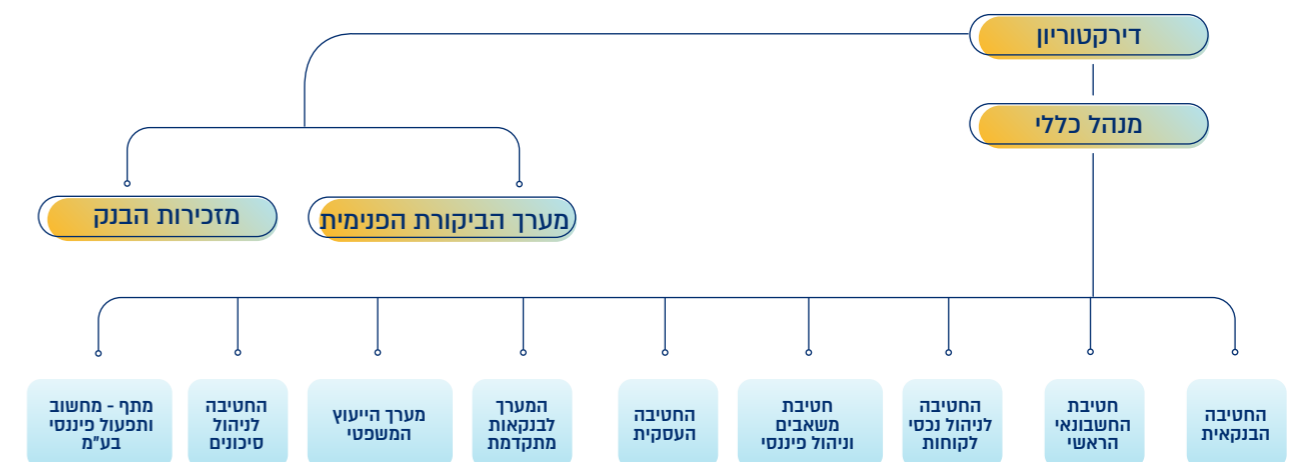 דירקטוריון
מנהל כללי
מערך הביקורת הפנימית
מזכירות הבנק
החטיבה
הבנקאית
חטיבת
החשבונאי
הראשי
החטיבה
לניהול נכסי
לקוחות
חטיבת
משאבים
וניהול פיננסי
החטיבה
העסקית
המערך
לבנקאות
מתקדמת
מערך הייעוץ
המשפטי
החטיבה
לניהול
סיכונים
מתף - מחשוב
ותפעול פיננסי
בע"מ